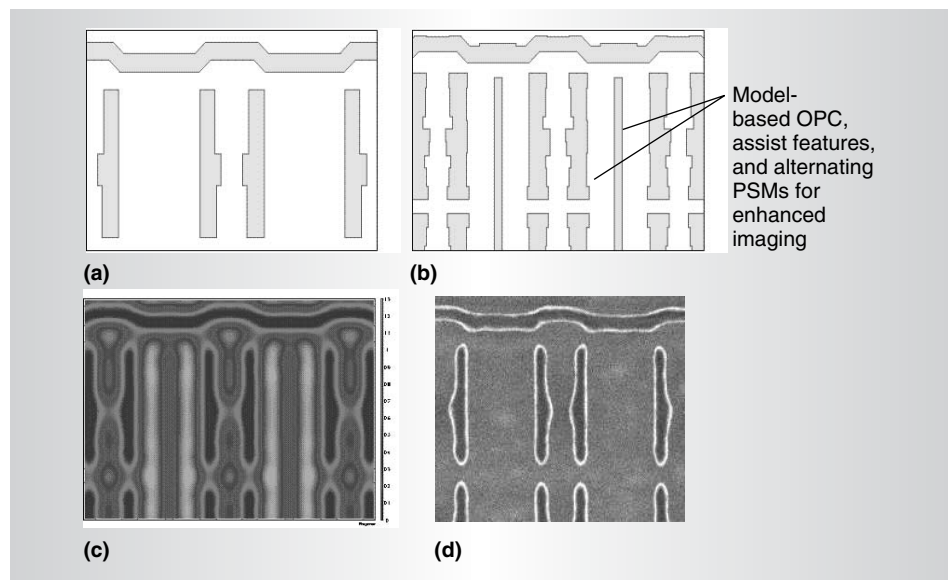 Model-
based OPC,
assist features,
and alternating
PSMs for
enhanced
imaging
(a)
(b)
(c)
(d)